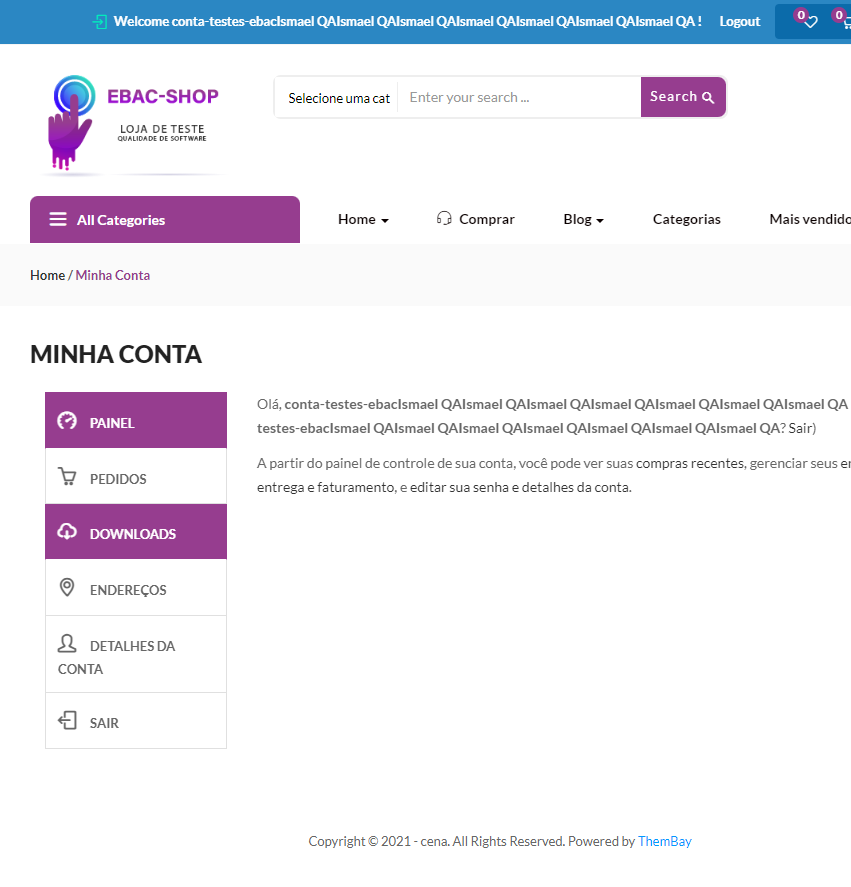 Welcome conta-testes-ebacIsmael QAIsmael QAIsmael QAIsmael QAIsmael QAIsmael QAIsmael QA ! Logout 0 0
EBAC-SHOP
LOJA DE TESTE
QUALIDADE DE SOFTWARE
Selecione uma cat Enter your search ... Search
All Categories Home Comprar Blog Categorias Mais vendido
Home / Minha Conta
MINHA CONTA
PAINEL
PEDIDOS
DOWNLOADS
ENDEREÇOS
DETALHES DA
CONTA
SAIR
Olá, conta-testes-ebacIsmael QAIsmael QAIsmael QAIsmael QAIsmael QAIsmael QAIsmael QA
testes-ebacIsmael QAIsmael QAIsmael QAIsmael QAIsmael QAIsmael QAIsmael QA? Sair)
A partir do painel de controle de sua conta, você pode ver suas compras recentes, gerenciar seus
entrega e faturamento, e editar sua senha e detalhes da conta.
Copyright © 2021 - cena. All Rights Reserved. Powered by ThemBay